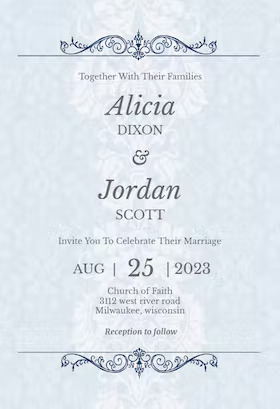 Together With Their Families
Alicia
DIXON
&
Jordan
SCOTT
Invite You To Celebrate Their Marriage
AUG | 25 | 2023
Church of Faith
3112 west river road
Milwaukee, wisconsin
Reception to follow